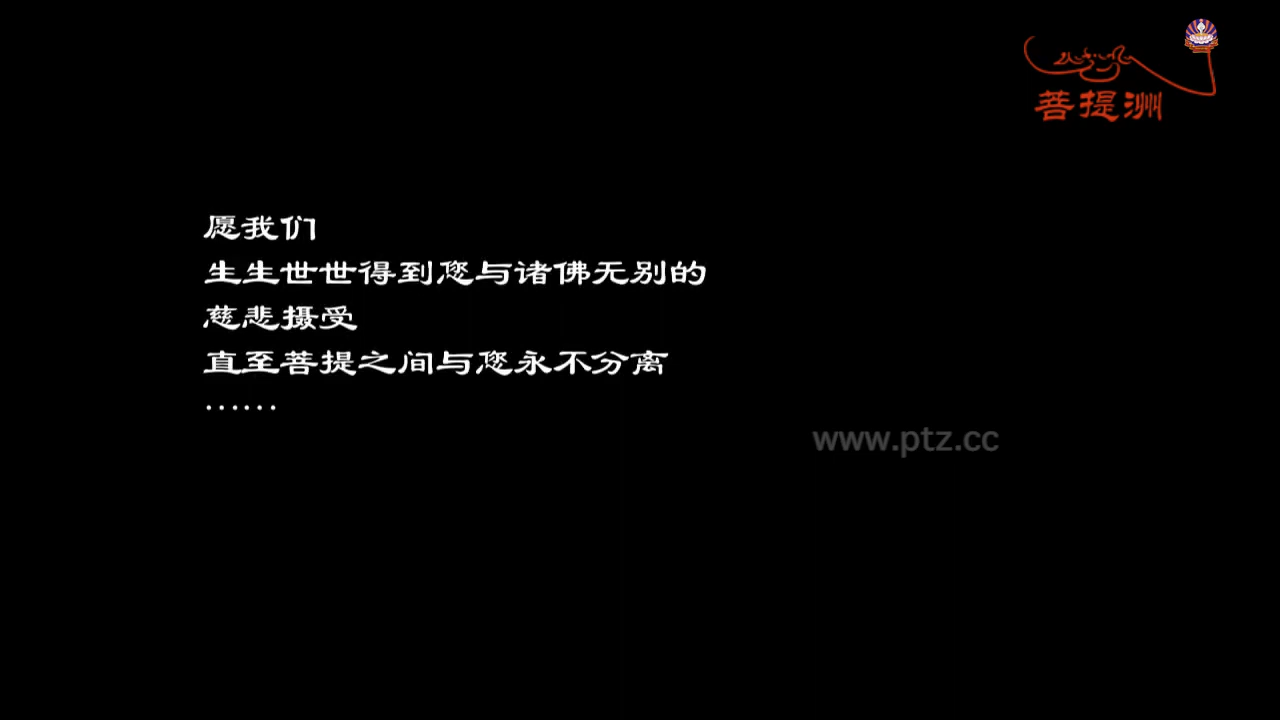 菩提洲
愿我们
生生世世得到您与诸佛无别的
慈悲摄受
直至菩提之间与您永不分离
……
www.ptz.cc